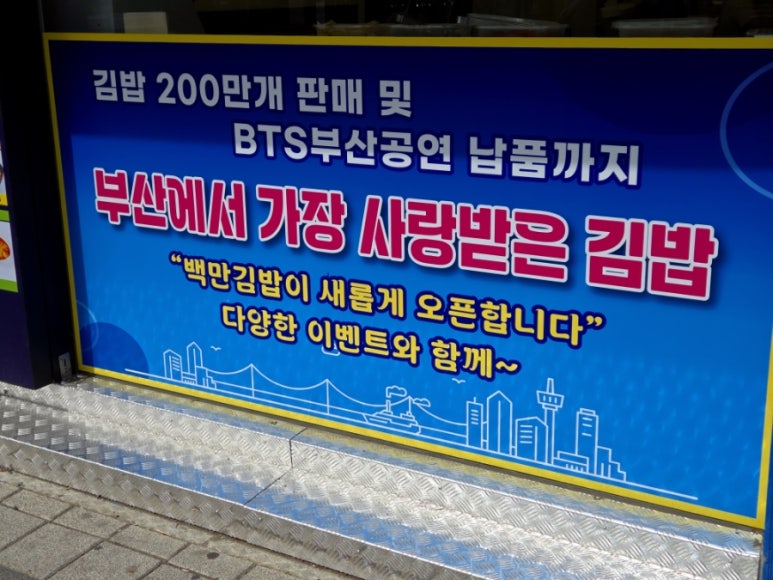 김밥 200만개 판매 및
BTS부산공연 납품까지
부산에서 가장 사랑받은 김밥
“백만김밥이 새롭게 오픈합니다”
다양한 이벤트와 함께~